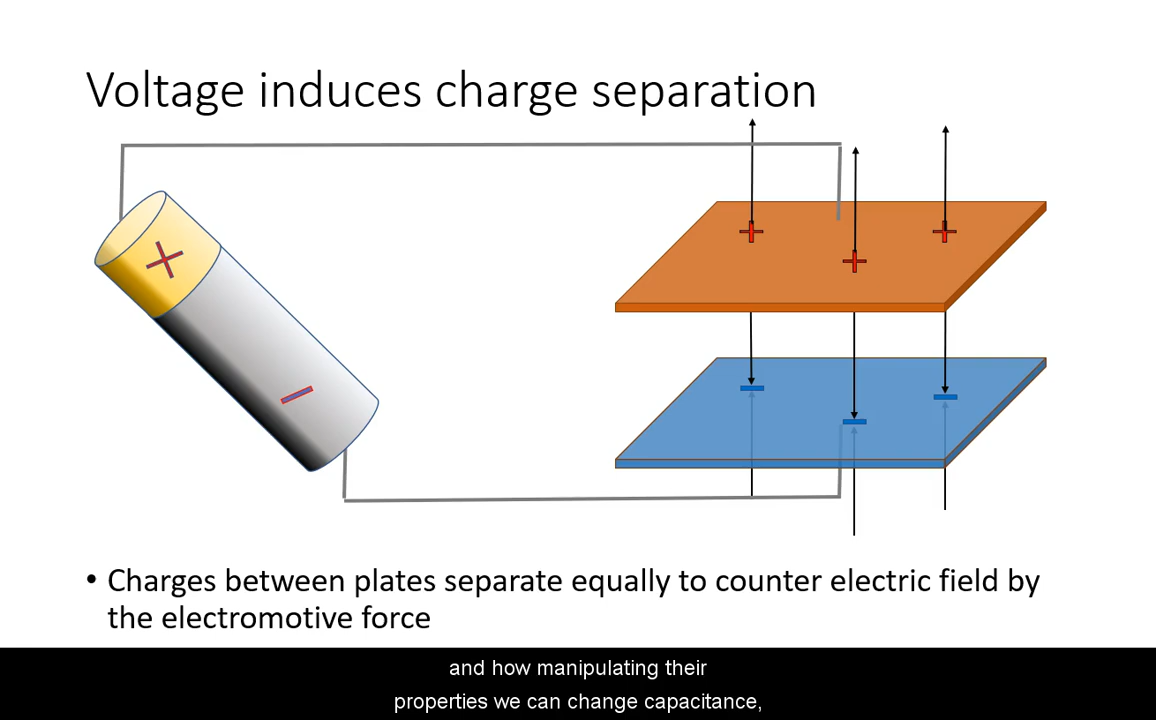 Voltage induces charge separation
• Charges between plates separate equally to counter electric field by
the electromotive force
and how manipulating their
properties we can change capacitance,